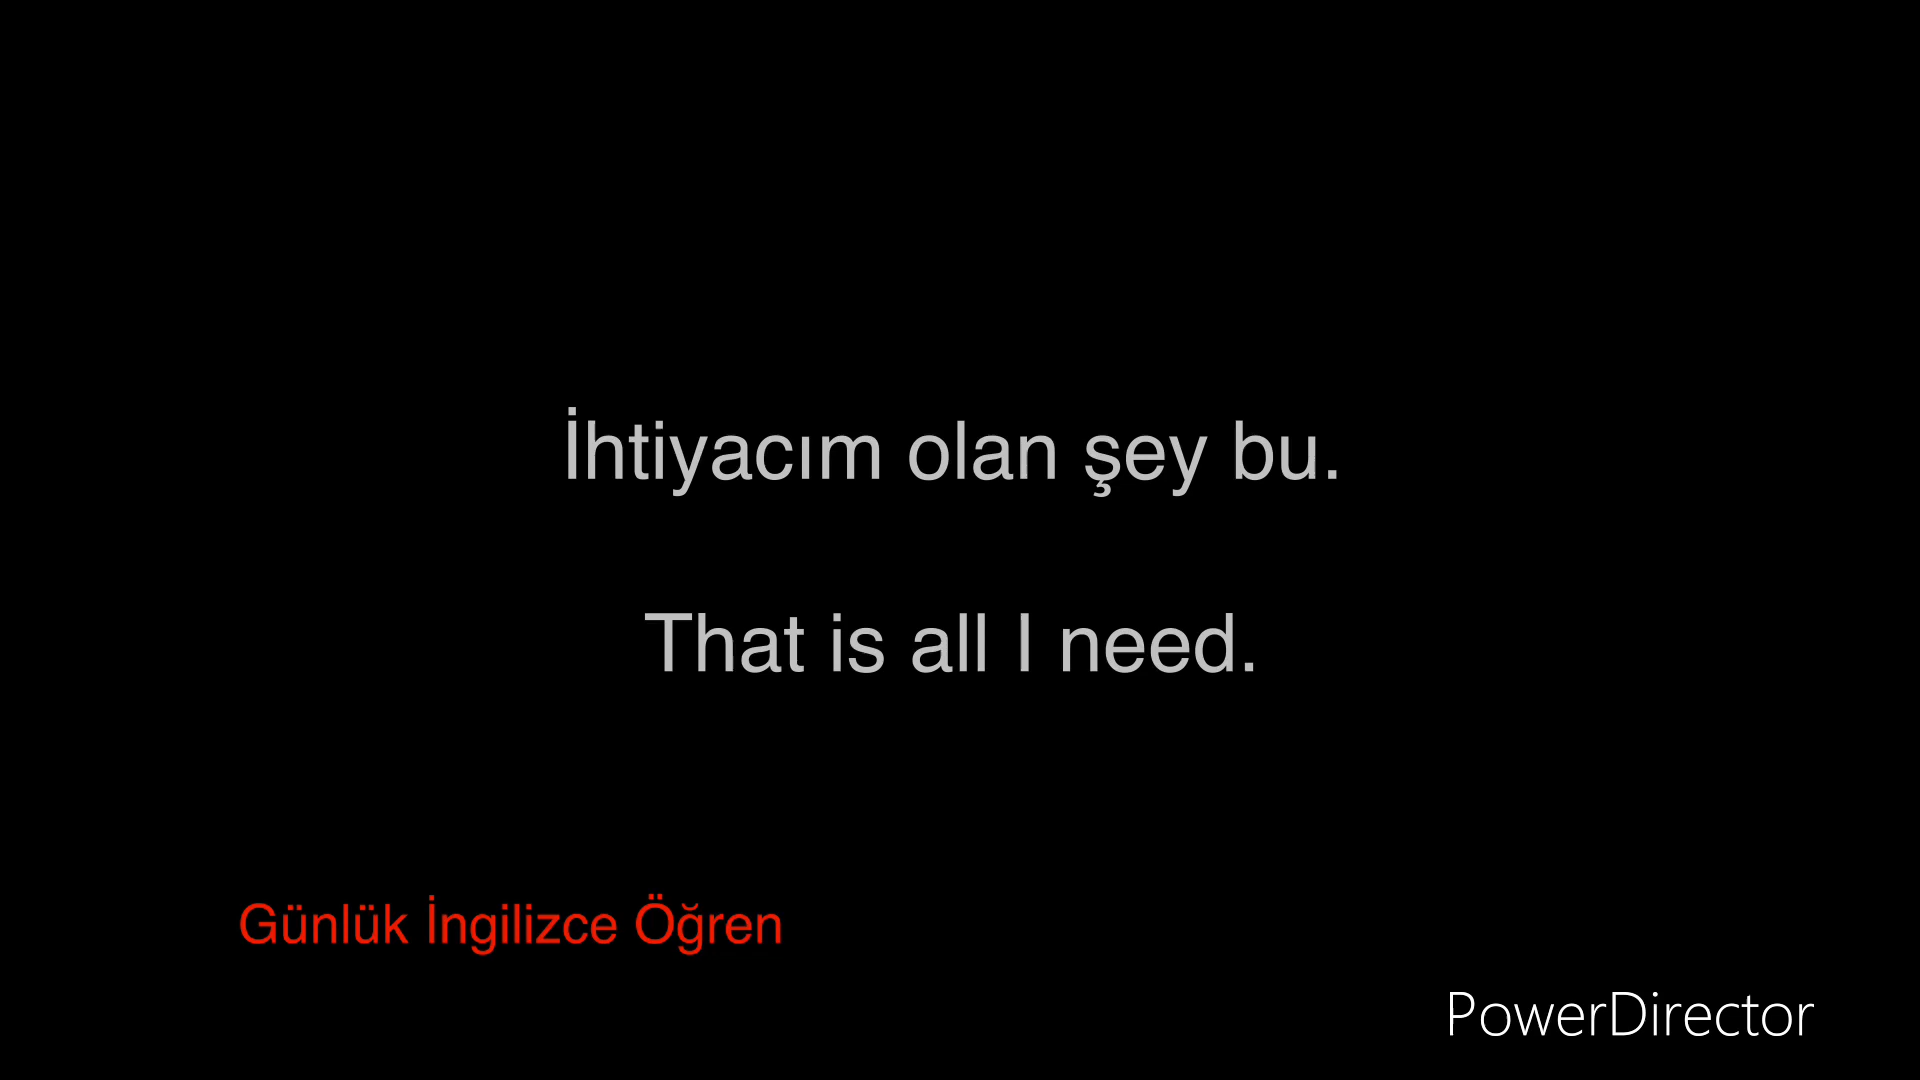 İhtiyacım olan şey bu.
That is all I need.
Günlük İngilizce Öğren
PowerDirector